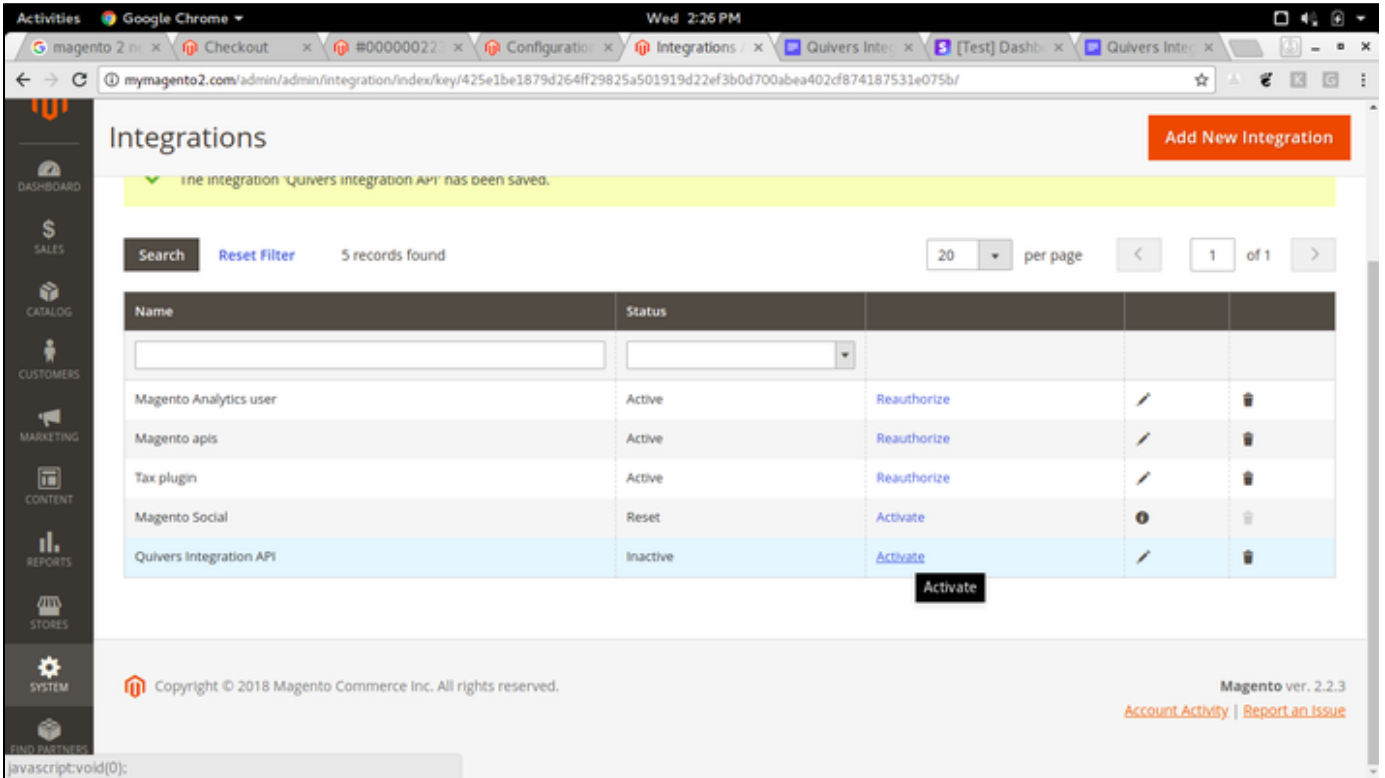 Activities Google Chrome Wed 2:26 PM
magento 2 n Checkout #000000223 Configuration Integrations / Quivers Integ [Test] Dashb Quivers Integ
mymagento2.com/admin/admin/integration/index/key/425e1be1879d264ff29825a501919d22ef3b0d700abea402cf874187531e075b/
Integrations
Add New Integration
The integration 'Quivers Integration API' has been saved.
DASHBOARD
SALES
CATALOG
CUSTOMERS
MARKETING
CONTENT
REPORTS
STORES
SYSTEM
FIND PARTNERS
Search Reset Filter 5 records found 20 per page 1 of 1
Name Status
Magento Analytics user Active Reauthorize
Magento apis Active Reauthorize
Tax plugin Active Reauthorize
Magento Social Reset Activate
Quivers Integration API Inactive Activate
Activate
Copyright © 2018 Magento Commerce Inc. All rights reserved.
Magento ver. 2.2.3
Account Activity | Report an Issue
javascript:void(0);